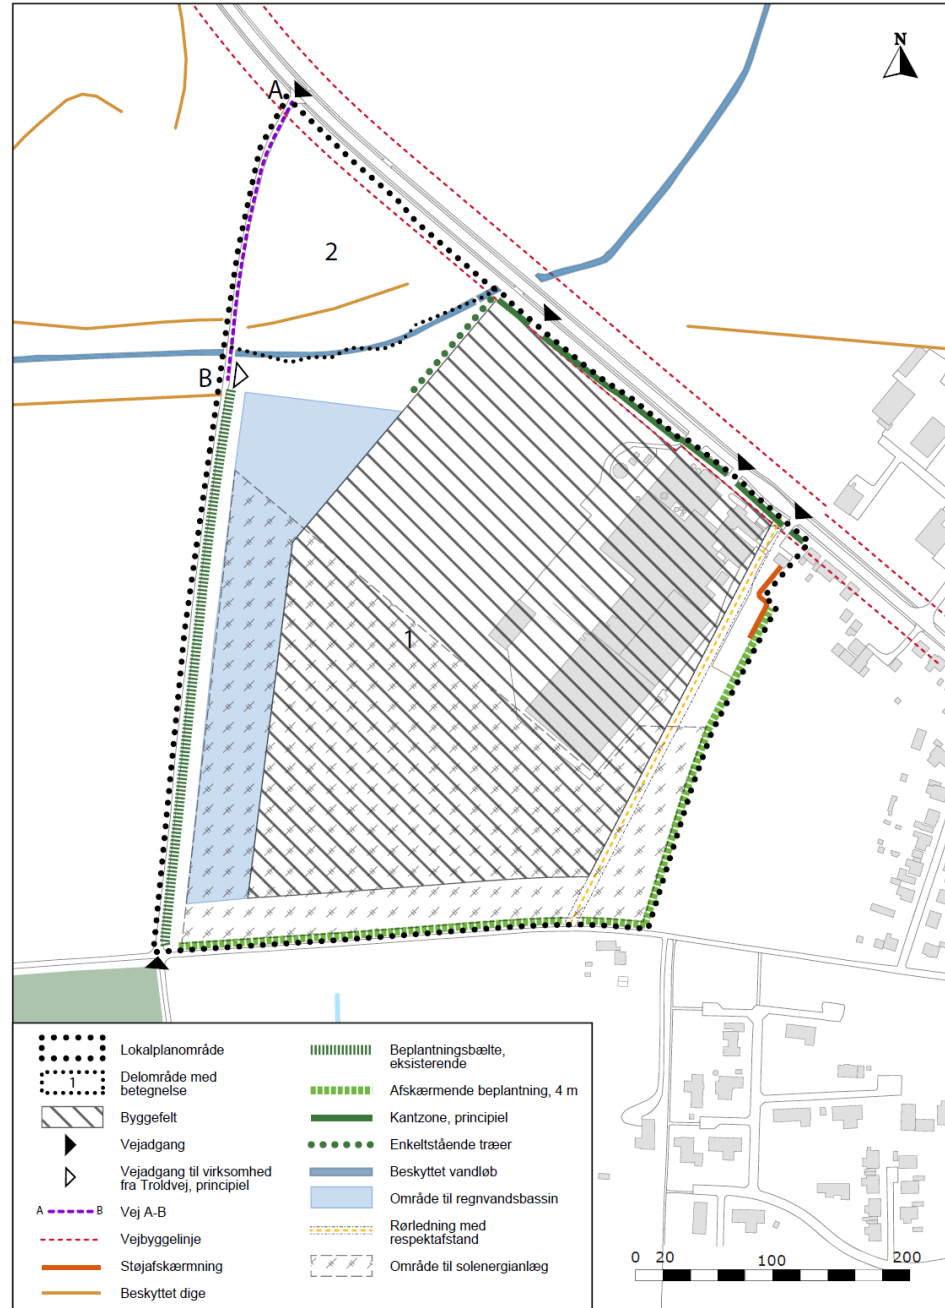 N
A
2
B
1
Lokalplanområde
1
Delområde med
betegnelse
Byggefelt
Vejadgang
Vejadgang til virksomhed
fra Troldvej, principiel
A B Vej A-B
Vejbyggelinje
Støjafskærmning
Beskyttet dige
Beplantningsbælte,
eksisterende
Afskærmende beplantning, 4 m
Kantzone, principiel
Enkeltstående træer
Beskyttet vandløb
Område til regnvandsbassin
Rørledning med
respektafstand
Område til solenergianlæg
0 20 100 200